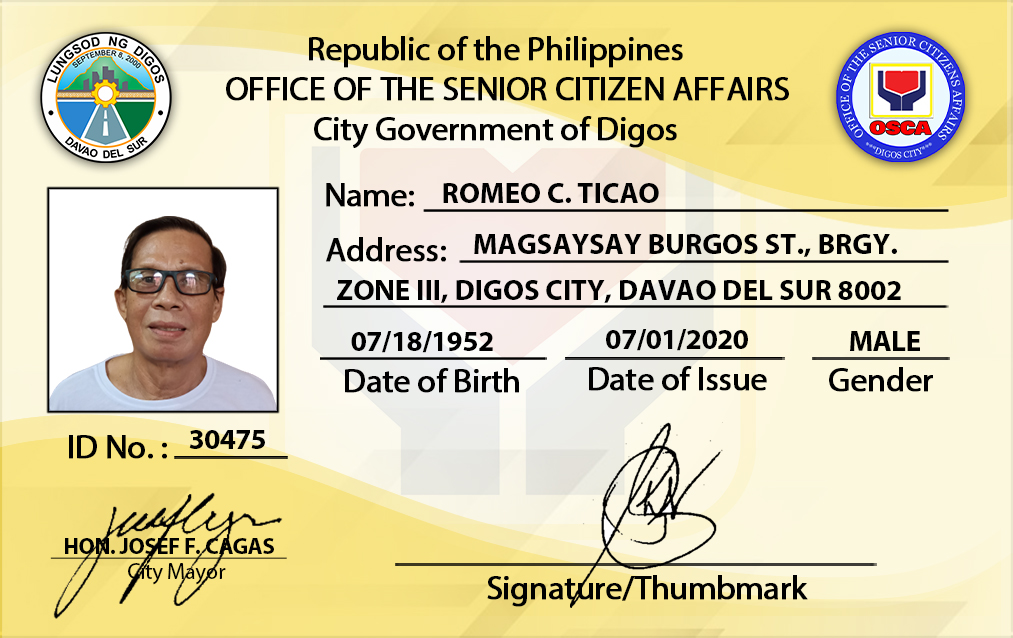 LUNGSOD NG DIGOS
SEPTEMBER 8, 2000
DAVAO DEL SUR
Republic of the Philippines
OFFICE OF THE SENIOR CITIZEN AFFAIRS
City Government of Digos
OFFICE OF THE SENIOR CITIZENS AFFAIRS
OSCA
***DIGOS CITY***
Name: ROMEO C. TICAO
Address: MAGSAYSAY BURGOS ST., BRGY.
ZONE III, DIGOS CITY, DAVAO DEL SUR 8002
07/18/1952 07/01/2020 MALE
Date of Birth Date of Issue Gender
ID No. : 30475
HON. JOSEF F. CAGAS
City Mayor
Signature/Thumbmark